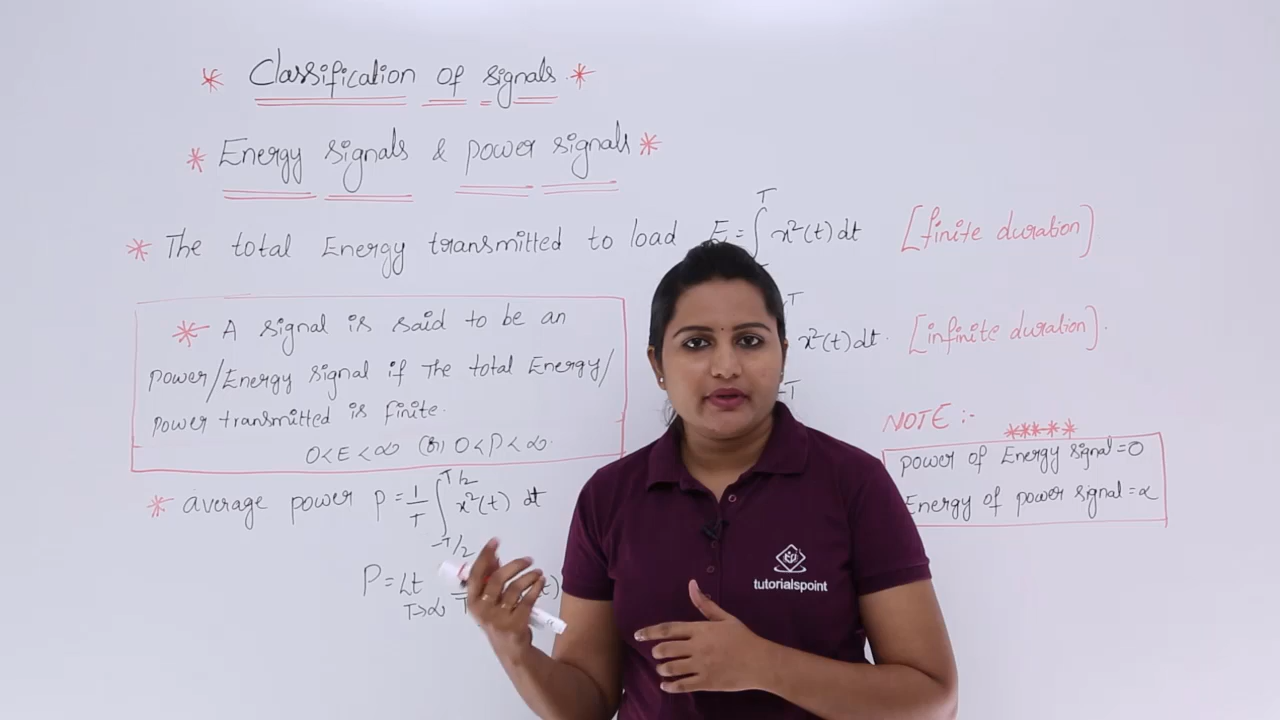 * Classification of signals *
* Energy signals & power signals *
* The total Energy transmitted to load E = ∫ x²(t) dt [finite duration]
T
x²(t) dt. [infinite duration].
-T
* A signal is said to be an
power/Energy signal if the total Energy/
power transmitted is finite.
0<E<∞ (or) 0<P<∞.
* average power P = 1/T ∫ x²(t) dt
T/2
-T/2
P = Lt
T→∞
NOTE :-
*****
power of Energy signal=0
Energy of power signal=∞
tutorialspoint